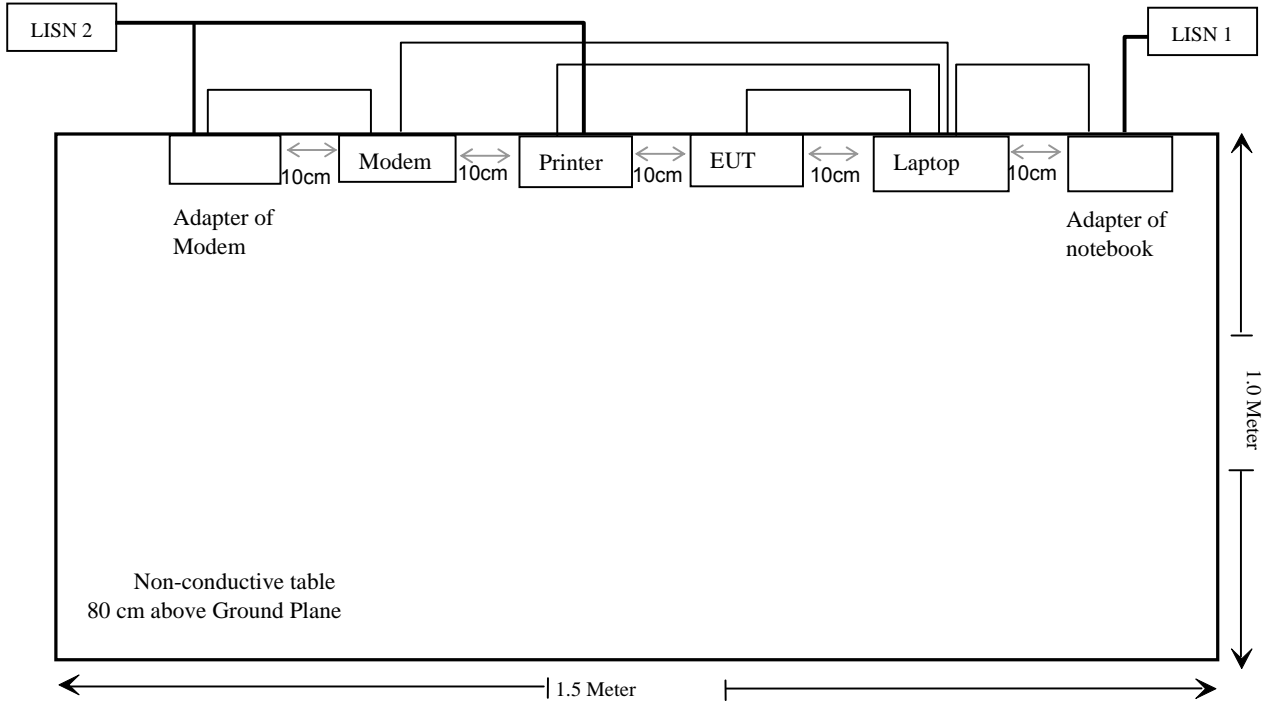 LISN 2
LISN 1
Modem
Printer
EUT
Laptop
10cm
10cm
10cm
10cm
10cm
Adapter of
Modem
Adapter of
notebook
1.0 Meter
Non-conductive table
80 cm above Ground Plane
1.5 Meter